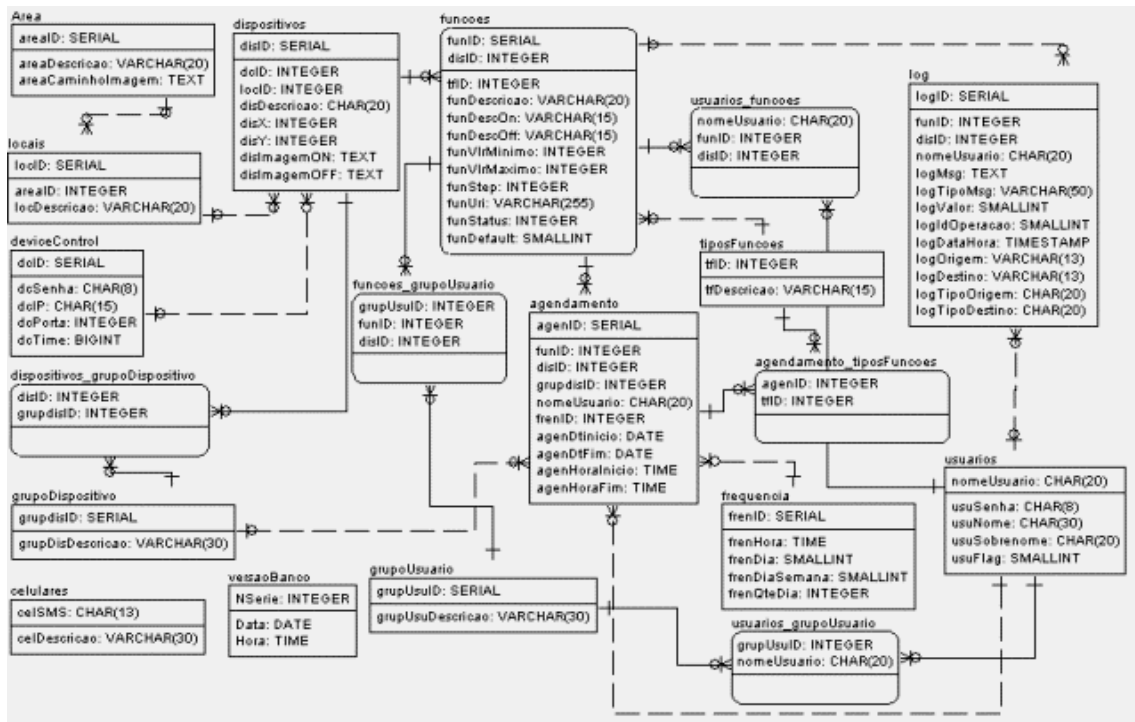 Area
areaID: SERIAL
areaDescricao: VARCHAR(20)
areaCaminhoImagem: TEXT
dispositivos
disID: SERIAL
dcID: INTEGER
locID: INTEGER
disDescricao: CHAR(20)
disX: INTEGER
disY: INTEGER
disImagemON: TEXT
disImagemOFF: TEXT
funcoes
funID: SERIAL
disID: INTEGER
tfID: INTEGER
funDescricao: VARCHAR(20)
funDescOn: VARCHAR(15)
funDescOff: VARCHAR(15)
funVlrMinimo: INTEGER
funVlrMaximo: INTEGER
funStep: INTEGER
funUri: VARCHAR(255)
funStatus: INTEGER
funDefault: SMALLINT
usuarios_funcoes
nomeUsuario: CHAR(20)
funID: INTEGER
disID: INTEGER
log
logID: SERIAL
funID: INTEGER
disID: INTEGER
nomeUsuario: CHAR(20)
logMsg: TEXT
logTipoMsg: VARCHAR(50)
logValor: SMALLINT
logIdOperacao: SMALLINT
logDataHora: TIMESTAMP
logOrigem: VARCHAR(13)
logDestino: VARCHAR(13)
logTipoOrigem: CHAR(20)
logTipoDestino: CHAR(20)
locais
locID: SERIAL
areaID: INTEGER
locDescricao: VARCHAR(20)
deviceControl
dcID: SERIAL
dcSenha: CHAR(8)
dcIP: CHAR(15)
dcPorta: INTEGER
dcTime: BIGINT
funcoes_grupoUsuario
grupUsuID: INTEGER
funID: INTEGER
disID: INTEGER
tiposFuncoes
tfID: INTEGER
tfDescricao: VARCHAR(15)
agendamento
agenID: SERIAL
funID: INTEGER
disID: INTEGER
grupdisID: INTEGER
nomeUsuario: CHAR(20)
frenID: INTEGER
agenDtInicio: DATE
agenDtFim: DATE
agenHoraInicio: TIME
agenHoraFim: TIME
agendamento_tiposFuncoes
agenID: INTEGER
tfID: INTEGER
dispositivos_grupoDispositivo
disID: INTEGER
grupdisID: INTEGER
usuarios
nomeUsuario: CHAR(20)
usuSenha: CHAR(8)
usuNome: CHAR(30)
usuSobrenome: CHAR(20)
usuFlag: SMALLINT
grupoDispositivo
grupdisID: SERIAL
grupDisDescricao: VARCHAR(30)
frequencia
frenID: SERIAL
frenHora: TIME
frenDia: SMALLINT
frenDiaSemana: SMALLINT
frenQteDia: INTEGER
celulares
celSMS: CHAR(13)
celDescricao: VARCHAR(30)
versaoBanco
NSerie: INTEGER
Data: DATE
Hora: TIME
grupoUsuario
grupUsuID: SERIAL
grupUsuDescricao: VARCHAR(30)
usuarios_grupoUsuario
grupUsuID: INTEGER
nomeUsuario: CHAR(20)